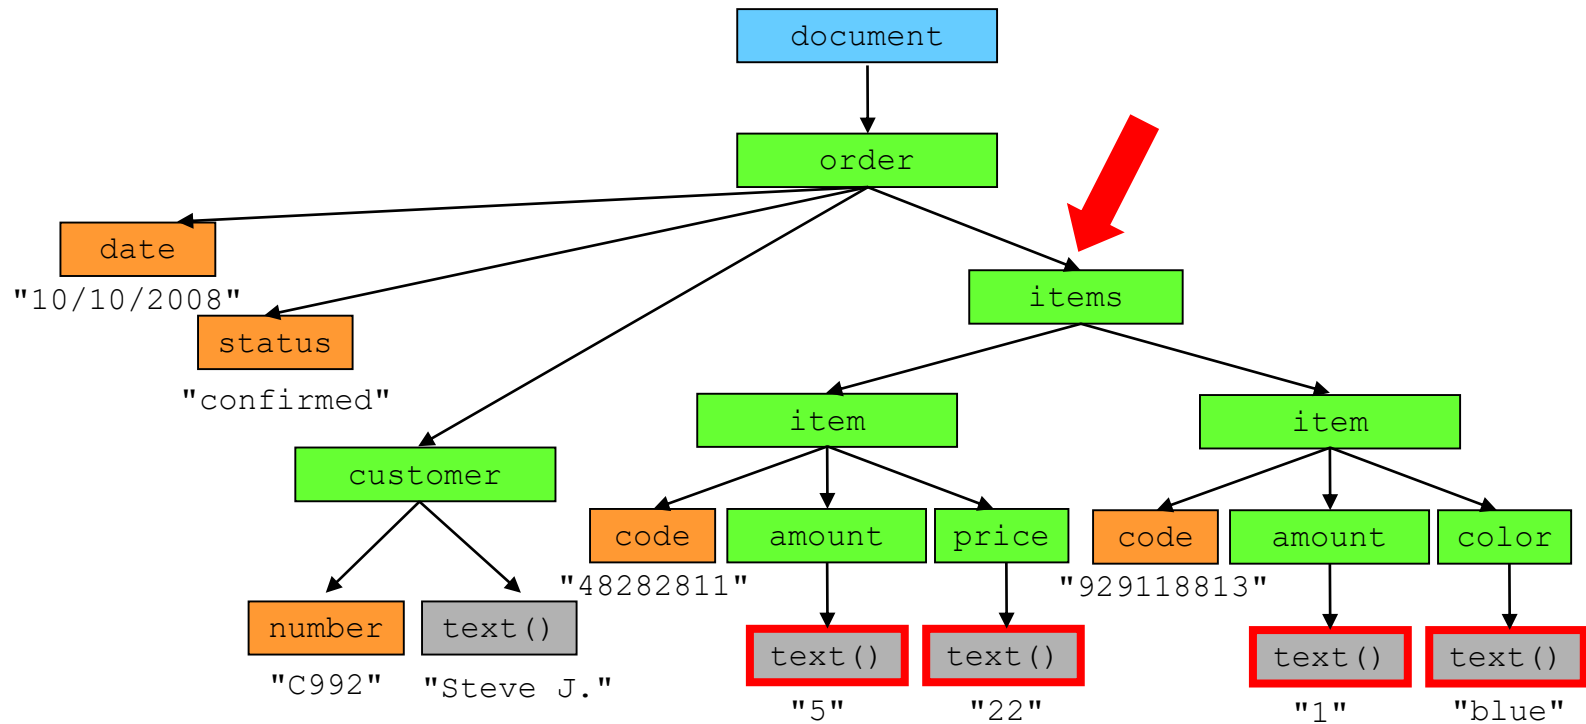 document
order
date
"10/10/2008"
items
status
"confirmed"
item
item
customer
code
amount
price
code
amount
color
"48282811"
"929118813"
number
text()
text()
text()
text()
text()
"C992"
"Steve J."
"5"
"22"
"1"
"blue"